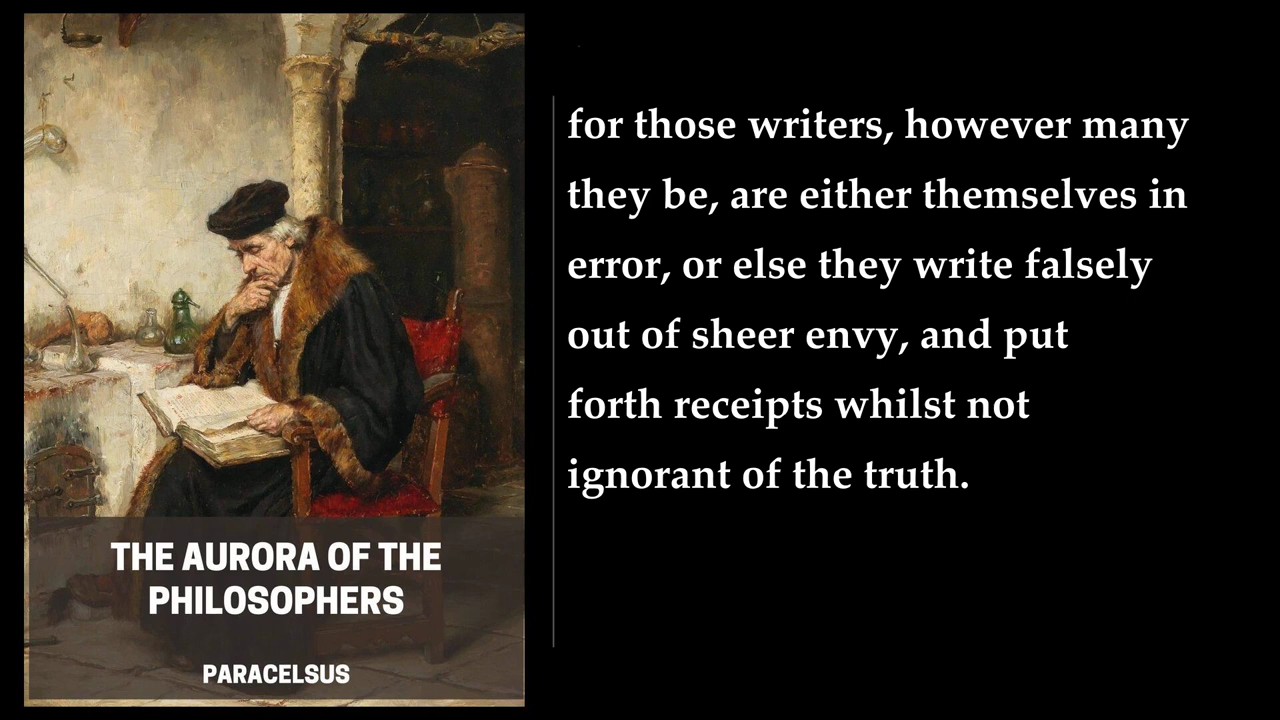 for those writers, however many
they be, are either themselves in
error, or else they write falsely
out of sheer envy, and put
forth receipts whilst not
ignorant of the truth.
THE AURORA OF THE
PHILOSOPHERS
PARACELSUS